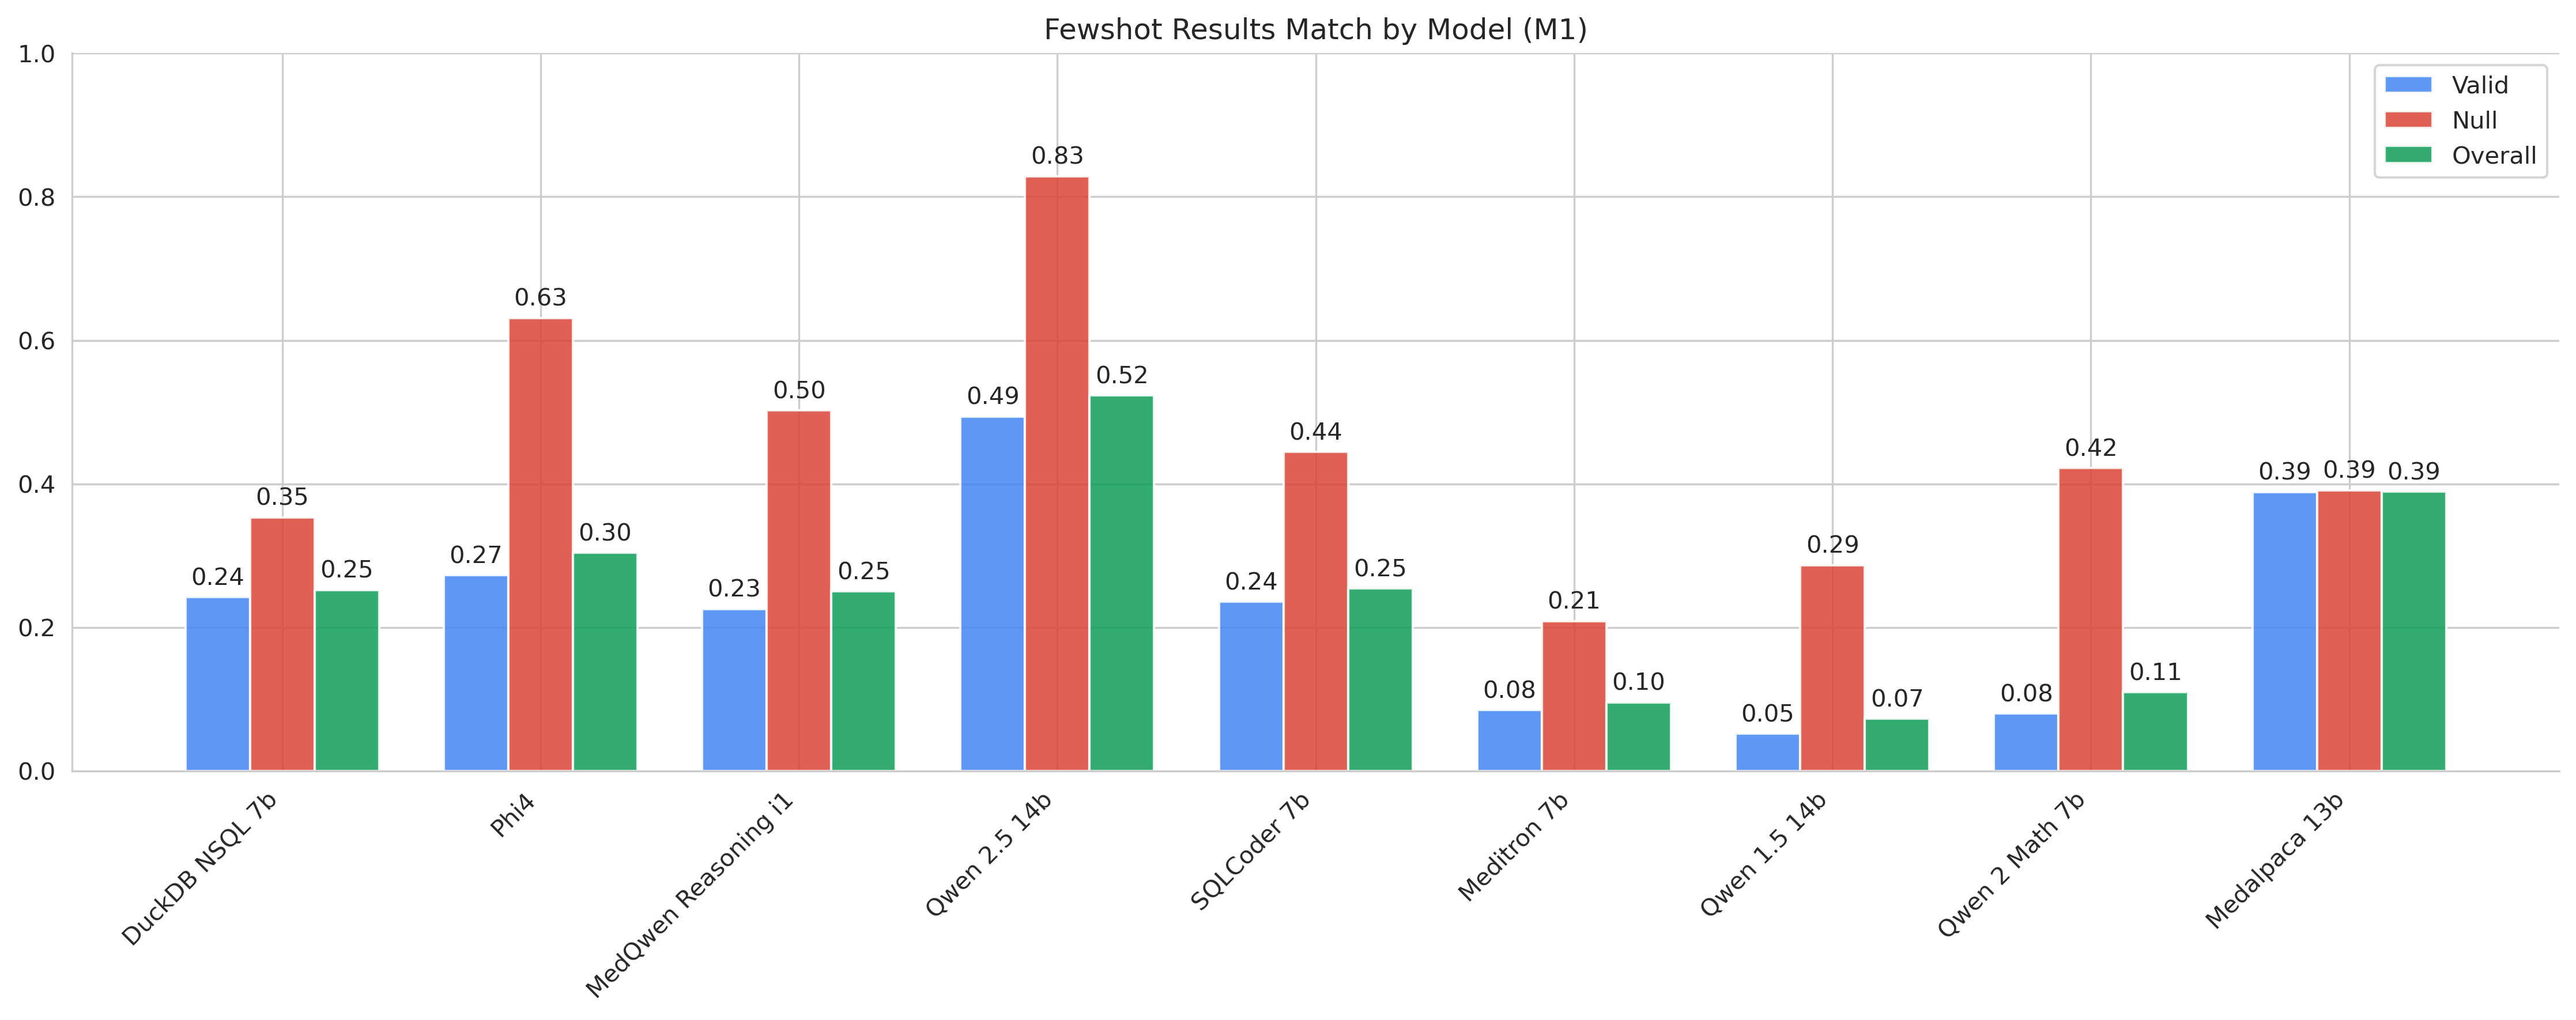 Fewshot Results Match by Model (M1)
1.0
0.8
0.6
0.4
0.2
0.0
Valid
Null
Overall
0.24
0.35
0.25
0.27
0.63
0.30
0.23
0.50
0.25
0.49
0.83
0.52
0.24
0.44
0.25
0.08
0.21
0.10
0.05
0.29
0.07
0.08
0.42
0.11
0.39
0.39
0.39
DuckDB NSQL 7b
Phi4
MedQwen Reasoning i1
Qwen 2.5 14b
SQLCoder 7b
Meditron 7b
Qwen 1.5 14b
Qwen 2 Math 7b
Medalpaca 13b